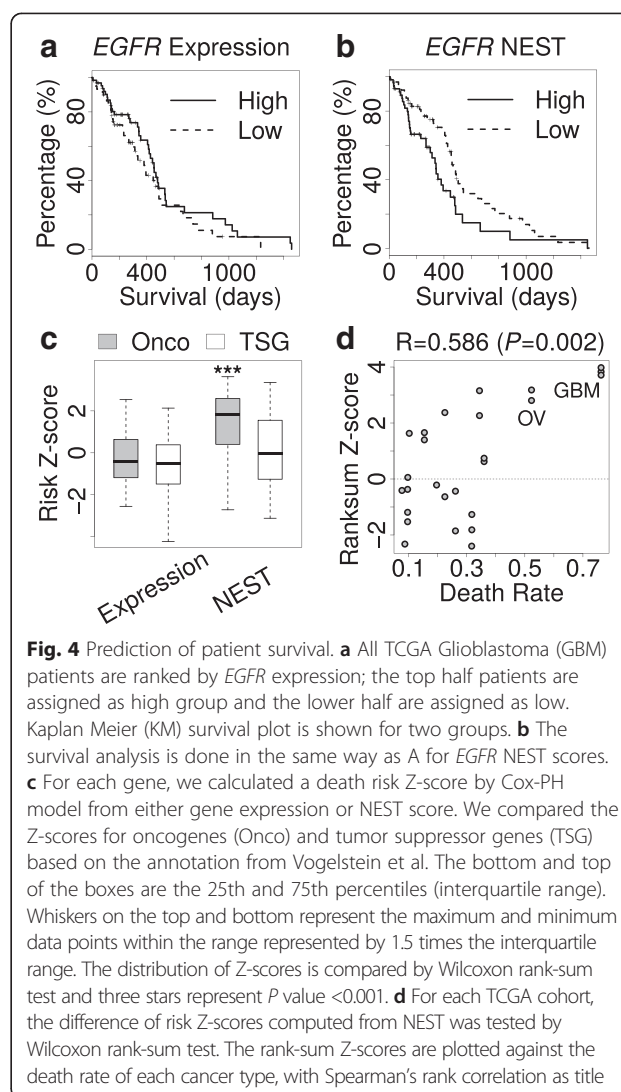 a EGFR Expression
b EGFR NEST
Percentage (%)
80
40
0
High
Low
0 400 1000
Survival (days)
Percentage (%)
80
40
0
High
Low
0 400 1000
Survival (days)
c Onco TSG
***
Risk Z-score
2
0
−2
Expression
NEST
d R=0.586 (P=0.002)
Ranksum Z-score
4
2
0
−2
GBM
OV
0.1 0.3 0.5 0.7
Death Rate
Fig. 4 Prediction of patient survival. a All TCGA Glioblastoma (GBM)
patients are ranked by EGFR expression; the top half patients are
assigned as high group and the lower half are assigned as low.
Kaplan Meier (KM) survival plot is shown for two groups. b The
survival analysis is done in the same way as A for EGFR NEST scores.
c For each gene, we calculated a death risk Z-score by Cox-PH
model from either gene expression or NEST score. We compared the
Z-scores for oncogenes (Onco) and tumor suppressor genes (TSG)
based on the annotation from Vogelstein et al. The bottom and top
of the boxes are the 25th and 75th percentiles (interquartile range).
Whiskers on the top and bottom represent the maximum and minimum
data points within the range represented by 1.5 times the interquartile
range. The distribution of Z-scores is compared by Wilcoxon rank-sum
test and three stars represent P value <0.001. d For each TCGA cohort,
the difference of risk Z-scores computed from NEST was tested by
Wilcoxon rank-sum test. The rank-sum Z-scores are plotted against the
death rate of each cancer type, with Spearman's rank correlation as title